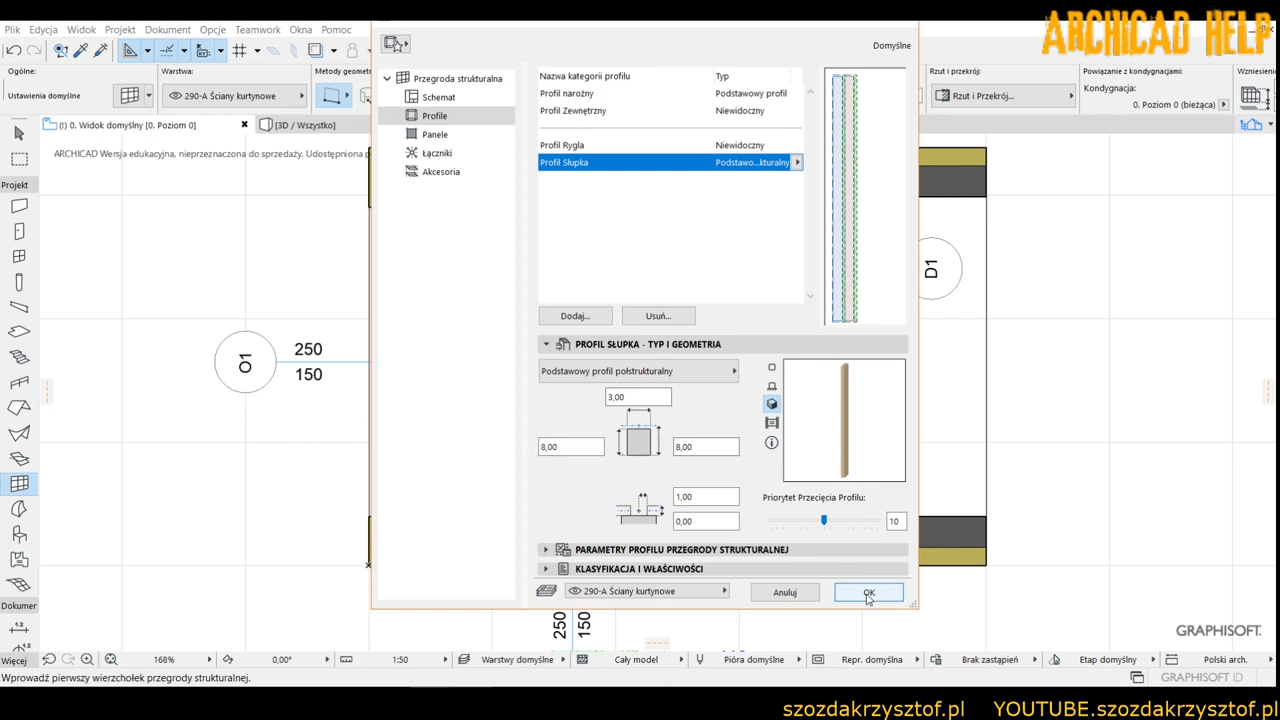 ARCHICAD HELP
Plik Edycja Widok Projekt Dokument Opcje Teamwork Okna Pomoc
Ogólne:
Ustawienia domyślne
Warstwa:
290-A Ściany kurtynowe
Metody geometr
Rzut i przekrój:
Rzut i Przekrój...
Powiązanie z kondygnacjami:
Kondygnacja:
0. Poziom 0 (bieżąca)
Wzniesieni
(!) 0. Widok domyślny [0. Poziom 0]
[3D / Wszystko]
ARCHICAD Wersja edukacyjna, nieprzeznaczona do sprzedaży. Udostępniona p
Projekt
Dokumer
Więcej
Domyślne
Przegroda strukturalna
Schemat
Profile
Panele
Łączniki
Akcesoria
Nazwa kategorii profilu Typ
Profil narożny Podstawowy profil
Profil Zewnętrzny Niewidoczny
Profil Rygla Niewidoczny
Profil Słupka Podstawo...kturalny
Dodaj... Usuń...
PROFIL SŁUPKA - TYP I GEOMETRIA
Podstawowy profil połstrukturalny
3,00
8,00 8,00
1,00
0,00
Priorytet Przecięcia Profilu:
10
PARAMETRY PROFILU PRZEGRODY STRUKTURALNEJ
KLASYFIKACJA I WŁAŚCIWOŚCI
290-A Ściany kurtynowe
Anuluj OK
O1
250
150
D1
250
150
GRAPHISOFT.
168% 0,00° 1:50 Warstwy domyślne Cały model Pióra domyślne Repr. domyślna Brak zastąpień Etap domyślny Polski arch.
Wprowadź pierwszy wierzchołek przegrody strukturalnej.
GRAPHISOFT ID
szozdakrzysztof.pl YOUTUBE.szozdakrzysztof.pl